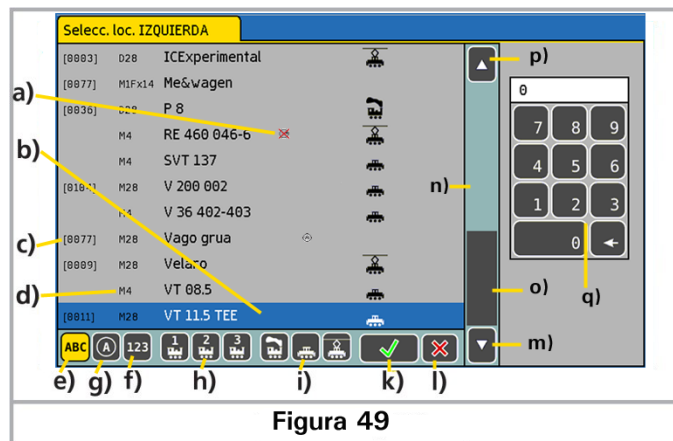 Selecc. loc. IZQUIERDA
[0003] D28 ICExperimental
p)
[0077] M1Fx14 Me&wagen
0
a)
[0036] D28 P 8
7 8 9
M4 RE 460 046-6
b)
M4 SVT 137
4 5 6
n)
V 200 002
M28
1 2 3
M4 V 36 402-403
c)
[0077] M28 Vago grua
0
[0089] M28 Velaro
d)
M4 VT 08.5
o)
q)
[0011] M28 VT 11.5 TEE
ABC A 123 1 2 3
m)
e) g) f) h) i) k) l)
Figura 49